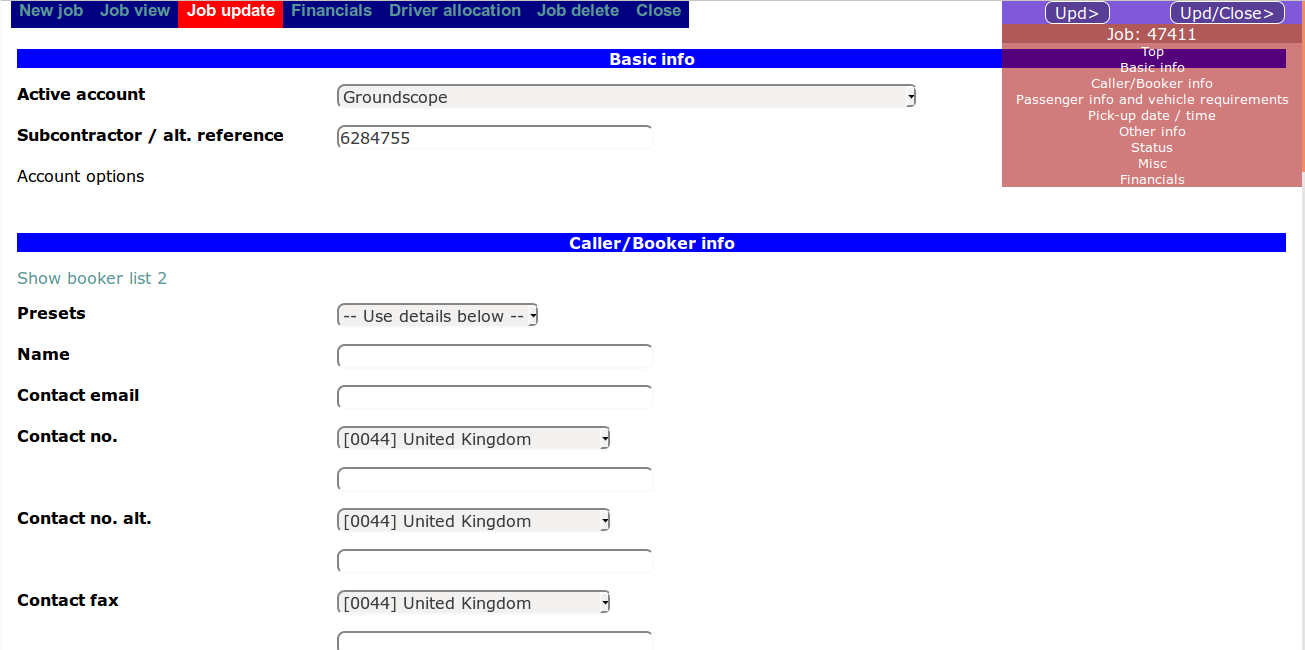 New job Job view Job update Financials Driver allocation Job delete Close
Upd> Upd/Close>
Job: 47411
Top
Basic info
Caller/Booker info
Passenger info and vehicle requirements
Pick-up date / time
Other info
Status
Misc
Financials
Basic info
Active account Groundscope
Subcontractor / alt. reference 6284755
Account options
Caller/Booker info
Show booker list 2
Presets -- Use details below --
Name
Contact email
Contact no. [0044] United Kingdom
Contact no. alt. [0044] United Kingdom
Contact fax [0044] United Kingdom